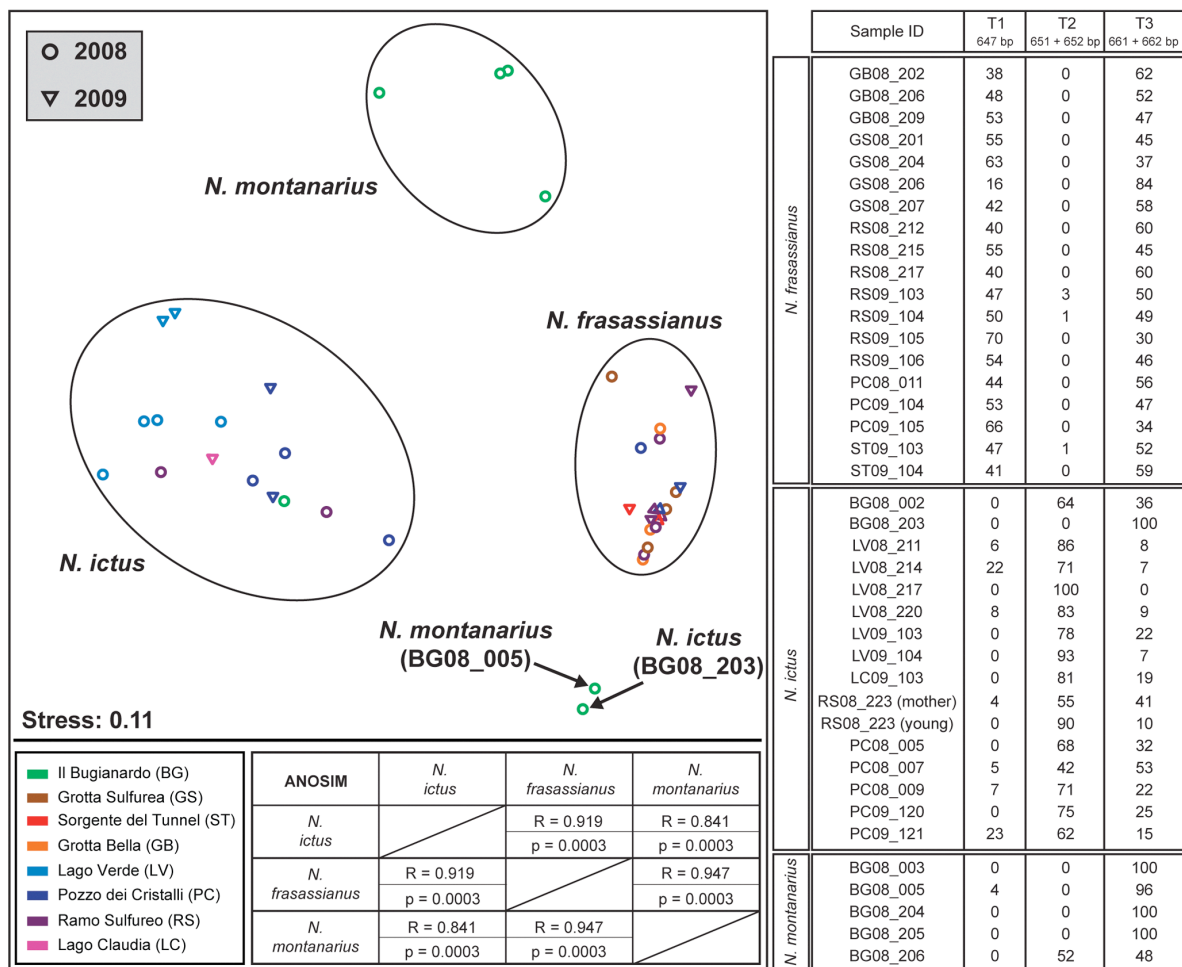 2008
2009
N. montanarius
N. frasassianus
N. ictus
N. montanarius
(BG08_005)
N. ictus
(BG08_203)
Stress: 0.11
Il Bugianardo (BG)
Grotta Sulfurea (GS)
Sorgente del Tunnel (ST)
Grotta Bella (GB)
Lago Verde (LV)
Pozzo dei Cristalli (PC)
Ramo Sulfureo (RS)
Lago Claudia (LC)
ANOSIM N. ictus N. frasassianus N. montanarius
N. ictus R = 0.919 R = 0.841
p = 0.0003 p = 0.0003
N. frasassianus R = 0.919 R = 0.947
p = 0.0003 p = 0.0003
N. montanarius R = 0.841 R = 0.947
p = 0.0003 p = 0.0003
Sample ID T1 T2 T3
647 bp 651 + 652 bp 661 + 662 bp
N. frasassianus
GB08_202 38 0 62
GB08_206 48 0 52
GB08_209 53 0 47
GS08_201 55 0 45
GS08_204 63 0 37
GS08_206 16 0 84
GS08_207 42 0 58
RS08_212 40 0 60
RS08_215 55 0 45
RS08_217 40 0 60
RS09_103 47 3 50
RS09_104 50 1 49
RS09_105 70 0 30
RS09_106 54 0 46
PC08_011 44 0 56
PC09_104 53 0 47
PC09_105 66 0 34
ST09_103 47 1 52
ST09_104 41 0 59
N. ictus
BG08_002 0 64 36
BG08_203 0 0 100
LV08_211 6 86 8
LV08_214 22 71 7
LV08_217 0 100 0
LV08_220 8 83 9
LV09_103 0 78 22
LV09_104 0 93 7
LC09_103 0 81 19
RS08_223 (mother) 4 55 41
RS08_223 (young) 0 90 10
PC08_005 0 68 32
PC08_007 5 42 53
PC08_009 7 71 22
PC09_120 0 75 25
PC09_121 23 62 15
N. montanarius
BG08_003 0 0 100
BG08_005 4 0 96
BG08_204 0 0 100
BG08_205 0 0 100
BG08_206 0 52 48